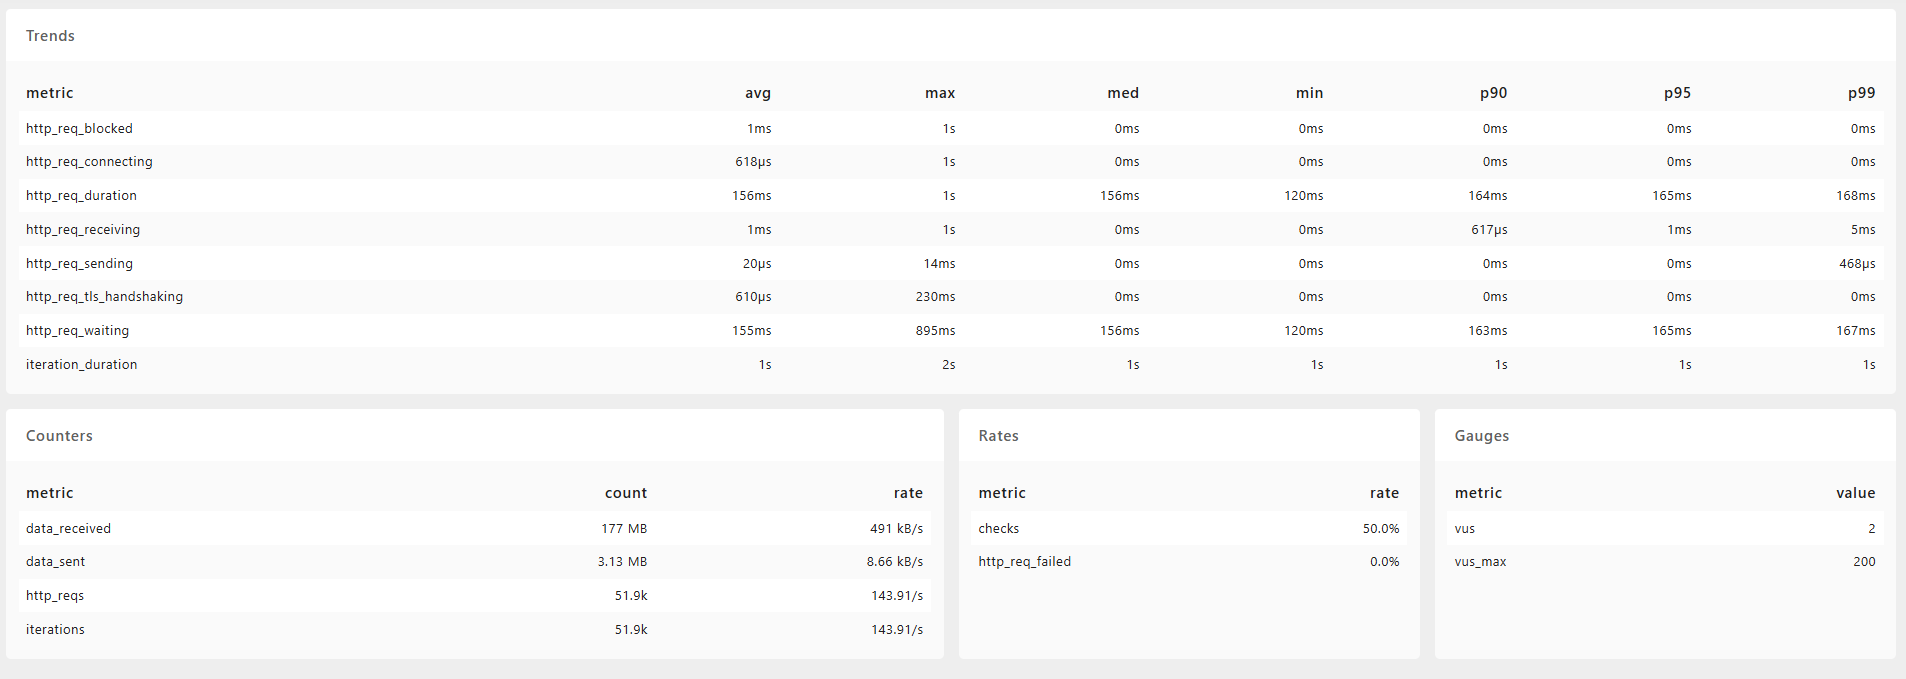 Trends
metric avg max med min p90 p95 p99
http_req_blocked 1ms 1s 0ms 0ms 0ms 0ms 0ms
http_req_connecting 618µs 1s 0ms 0ms 0ms 0ms 0ms
http_req_duration 156ms 1s 156ms 120ms 164ms 165ms 168ms
http_req_receiving 1ms 1s 0ms 0ms 617µs 1ms 5ms
http_req_sending 20µs 14ms 0ms 0ms 0ms 0ms 468µs
http_req_tls_handshaking 610µs 230ms 0ms 0ms 0ms 0ms 0ms
http_req_waiting 155ms 895ms 156ms 120ms 163ms 165ms 167ms
iteration_duration 1s 2s 1s 1s 1s 1s 1s
Counters
metric count rate
data_received 177 MB 491 kB/s
data_sent 3.13 MB 8.66 kB/s
http_reqs 51.9k 143.91/s
iterations 51.9k 143.91/s
Rates
metric rate
checks 50.0%
http_req_failed 0.0%
Gauges
metric value
vus 2
vus_max 200